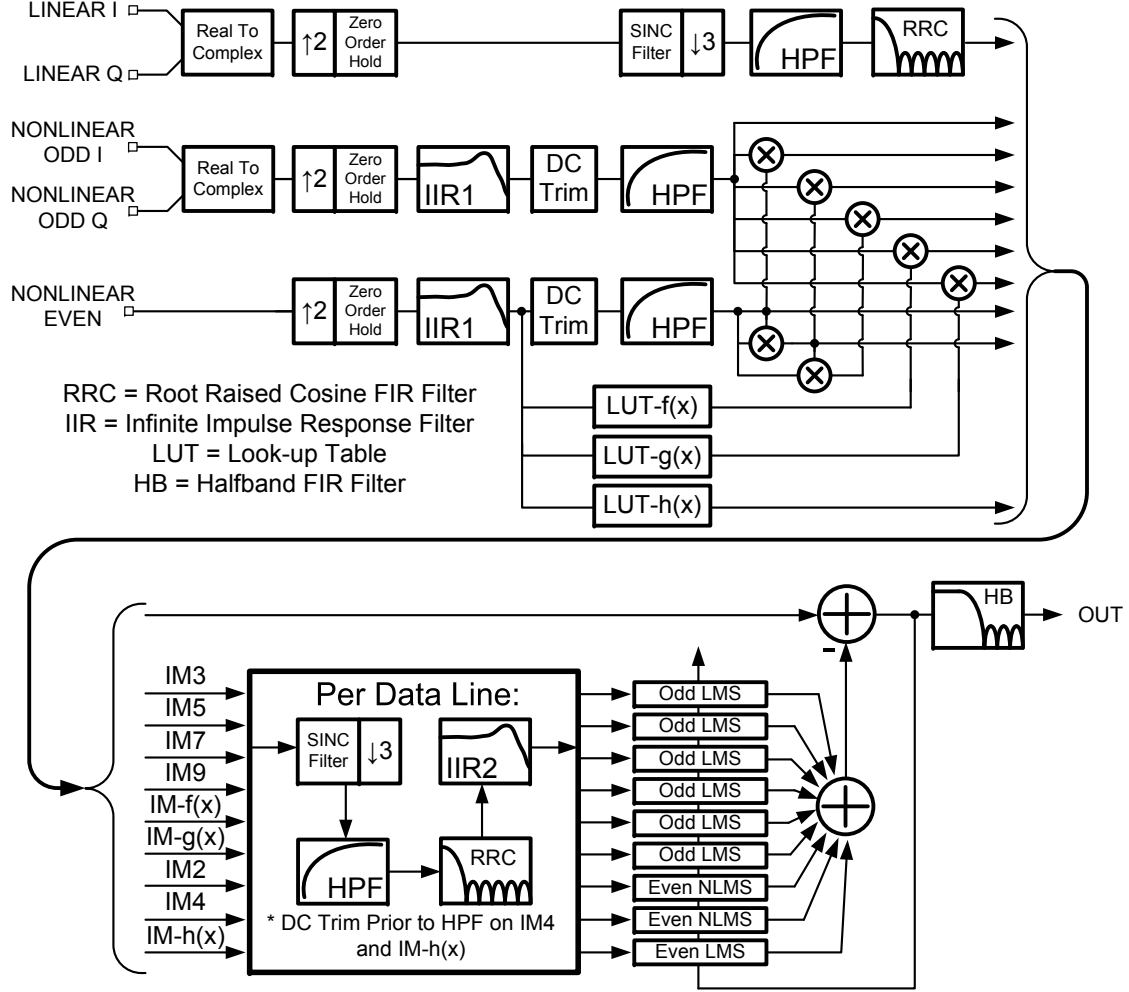 LINEAR I
LINEAR Q
Real To
Complex
↑2
Zero
Order
Hold
SINC
Filter
↓3
HPF
RRC
NONLINEAR
ODD I
NONLINEAR
ODD Q
Real To
Complex
↑2
Zero
Order
Hold
IIR1
DC
Trim
HPF
NONLINEAR
EVEN
↑2
Zero
Order
Hold
IIR1
DC
Trim
HPF
RRC = Root Raised Cosine FIR Filter
IIR = Infinite Impulse Response Filter
LUT = Look-up Table
HB = Halfband FIR Filter
LUT-f(x)
LUT-g(x)
LUT-h(x)
HB
OUT
-
IM3
IM5
IM7
IM9
IM-f(x)
IM-g(x)
IM2
IM4
IM-h(x)
Per Data Line:
SINC
Filter
↓3
IIR2
HPF
RRC
* DC Trim Prior to HPF on IM4
and IM-h(x)
Odd LMS
Odd LMS
Odd LMS
Odd LMS
Odd LMS
Odd LMS
Even NLMS
Even NLMS
Even LMS